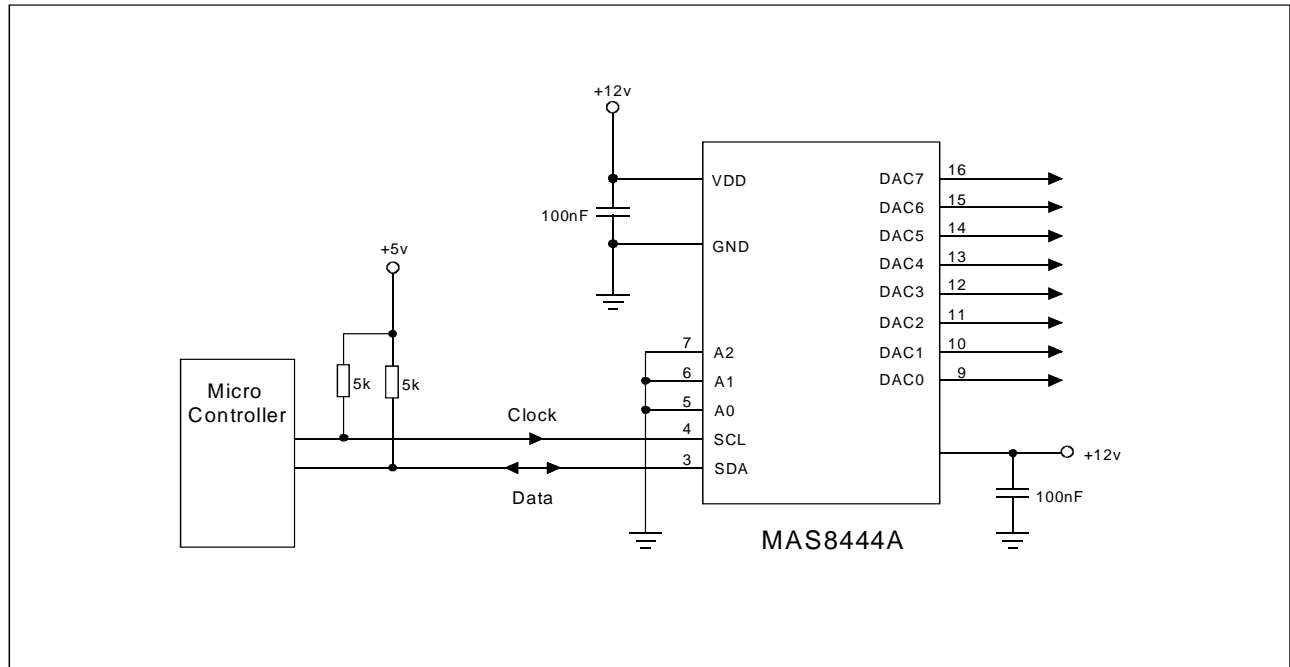 +12v
VDD
100nF
GND
+5v
5k
5k
Micro
Controller
Clock
Data
7
A2
6
A1
5
A0
4
SCL
3
SDA
DAC7
16
DAC6
15
DAC5
14
DAC4
13
DAC3
12
DAC2
11
DAC1
10
DAC0
9
+12v
100nF
MAS8444A